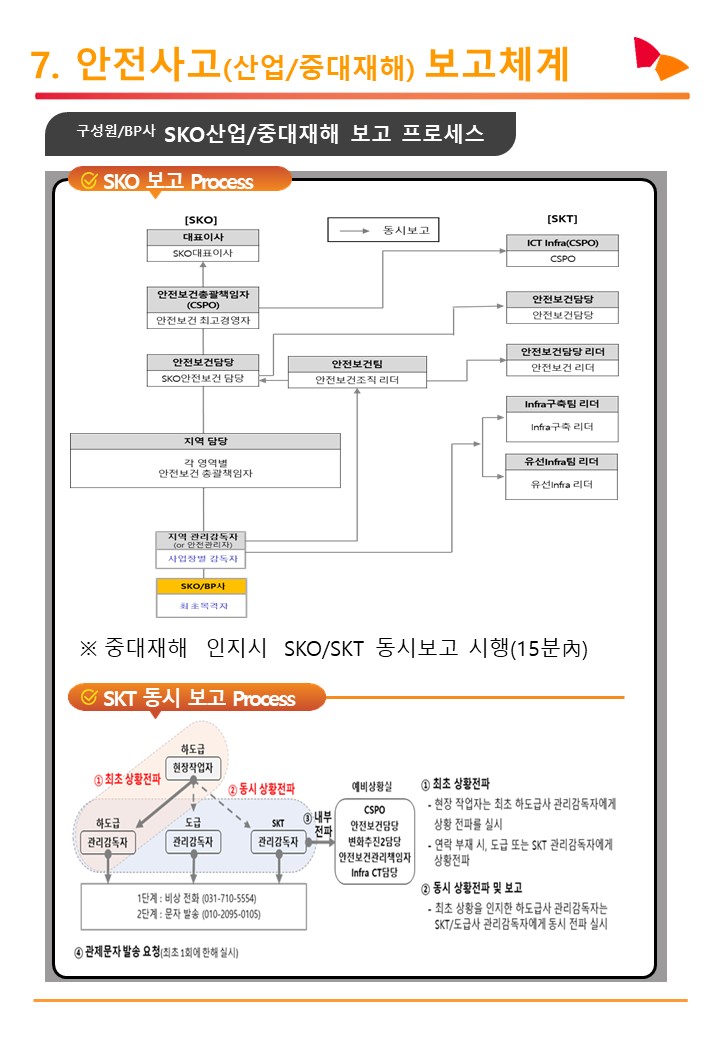 7. 안전사고(산업/중대재해) 보고체계
구성원/BP사 SKO산업/중대재해 보고 프로세스
SKO 보고 Process
[SKO]
[SKT]
동시보고
대표이사
SKO대표이사
ICT Infra(CSPO)
CSPO
안전보건총괄책임자
(CSPO)
안전보건 최고경영자
안전보건담당
안전보건담당
안전보건담당
SKO안전보건 담당
안전보건팀
안전보건조직 리더
안전보건담당 리더
안전보건 리더
Infra구축팀 리더
Infra구축 리더
지역 담당
각 영역별
안전보건 총괄책임자
유선Infra팀 리더
유선Infra 리더
지역 관리감독자
(or 안전관리자)
사업장별 감독자
SKO/BP사
최초목격자
※ 중대재해 인지시 SKO/SKT 동시보고 시행(15분內)
SKT 동시 보고 Process
하도급
현장작업자
① 최초 상황전파
② 동시 상황전파
하도급
관리감독자
도급
관리감독자
SKT
관리감독자
③ 내부
전파
예비상황실
CSPO
안전보건담당
변화추진2담당
안전보건관리책임자
Infra CT담당
1단계 : 비상 전화 (031-710-5554)
2단계 : 문자 발송 (010-2095-0105)
④ 관제문자 발송 요청(최초 1회에 한해 실시)
① 최초 상황전파
- 현장 작업자는 최초 하도급사 관리감독자에게
상황 전파를 실시
- 연락 부재 시, 도급 또는 SKT 관리감독자에게
상황전파
② 동시 상황전파 및 보고
- 최초 상황을 인지한 하도급사 관리감독자는
SKT/도급사 관리감독자에게 동시 전파 실시